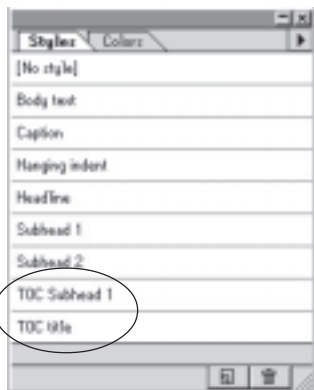 Styles Colors
[No style]
Body text
Caption
Hanging indent
Headline
Subhead 1
Subhead 2
TOC Subhead 1
TOC title